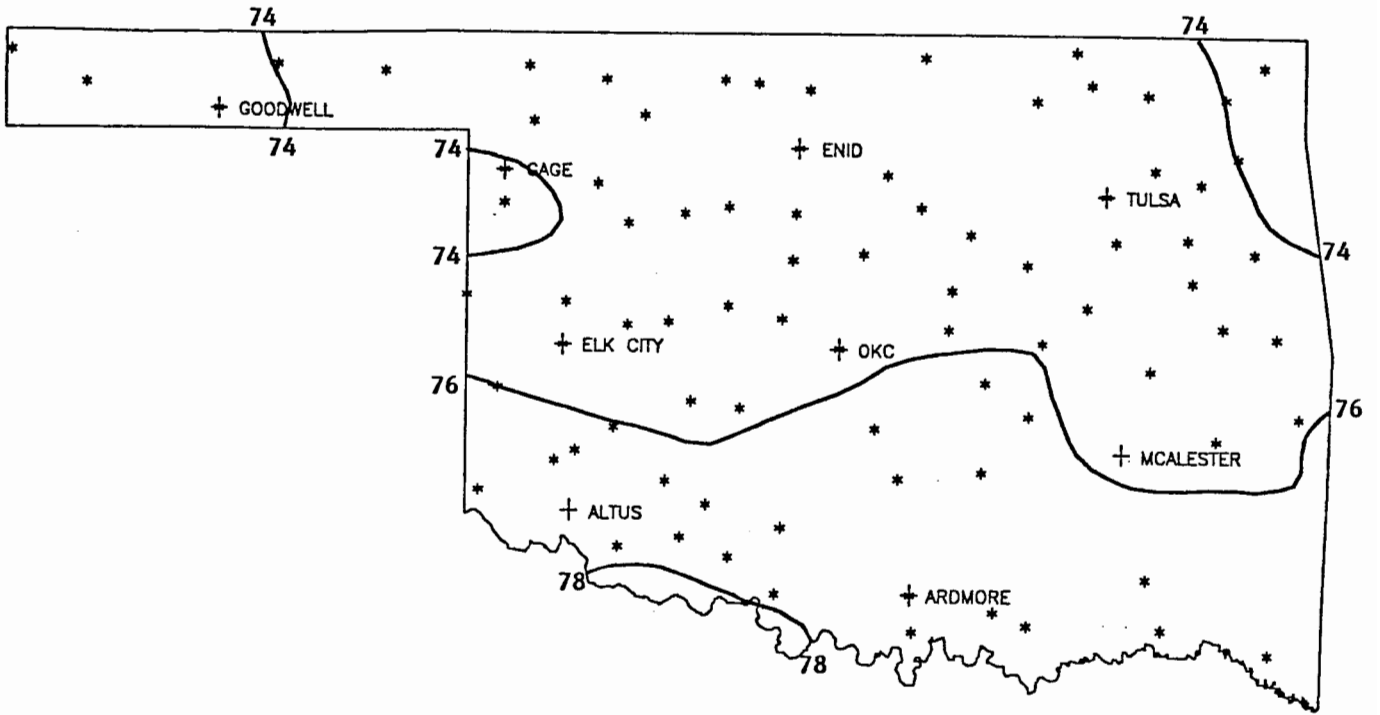 74
74
GOODWELL
74
74
GAGE
ENID
TULSA
74
74
ELK CITY
OKC
76
76
MCALESTER
ALTUS
78
ARDMORE
78